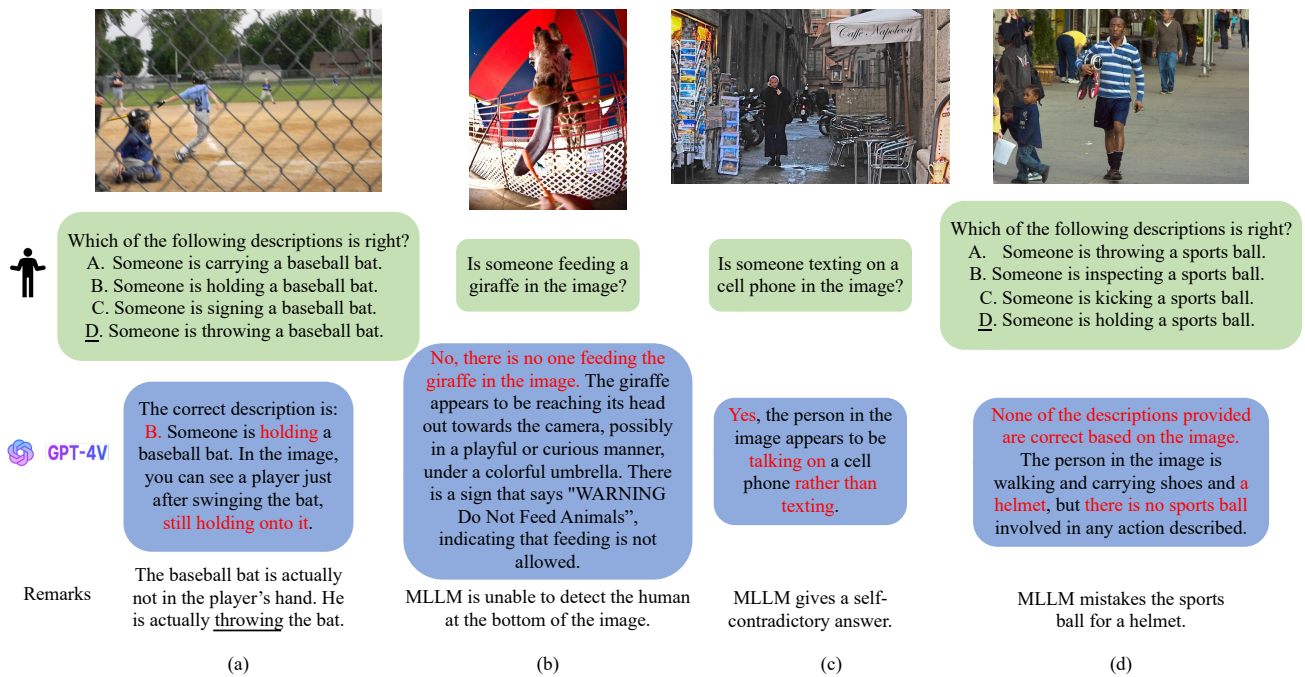 Caffe Napoleon
Which of the following descriptions is right?
A. Someone is carrying a baseball bat.
B. Someone is holding a baseball bat.
C. Someone is signing a baseball bat.
D. Someone is throwing a baseball bat.
Is someone feeding a
giraffe in the image?
Is someone texting on a
cell phone in the image?
Which of the following descriptions is right?
A. Someone is throwing a sports ball.
B. Someone is inspecting a sports ball.
C. Someone is kicking a sports ball.
D. Someone is holding a sports ball.
GPT-4V
The correct description is:
B. Someone is holding a
baseball bat. In the image,
you can see a player just
after swinging the bat,
still holding onto it.
No, there is no one feeding the
giraffe in the image. The giraffe
appears to be reaching its head
out towards the camera, possibly
in a playful or curious manner,
under a colorful umbrella. There
is a sign that says "WARNING
Do Not Feed Animals”,
indicating that feeding is not
allowed.
Yes, the person in the
image appears to be
talking on a cell
phone rather than
texting.
None of the descriptions provided
are correct based on the image.
The person in the image is
walking and carrying shoes and a
helmet, but there is no sports ball
involved in any action described.
Remarks
The baseball bat is actually
not in the player’s hand. He
is actually throwing the bat.
MLLM is unable to detect the human
at the bottom of the image.
MLLM gives a self-
contradictory answer.
MLLM mistakes the sports
ball for a helmet.
(a)
(b)
(c)
(d)